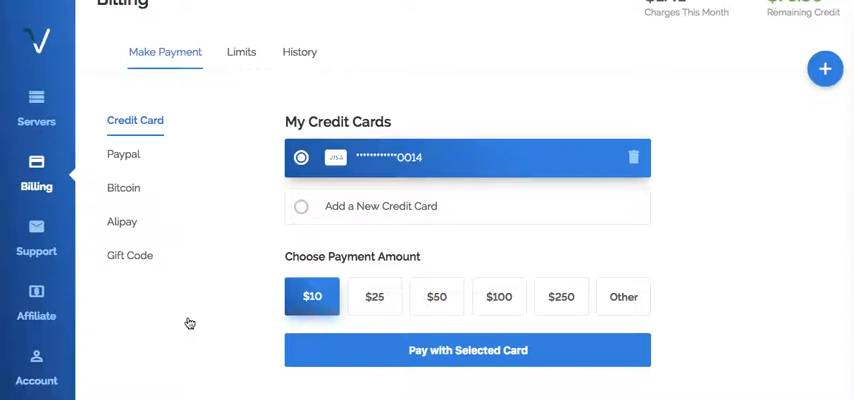 Billing
Charges This Month
Remaining Credit
Make Payment
Limits
History
+
Servers
Billing
Support
Affiliate
Account
Credit Card
Paypal
Bitcoin
Alipay
Gift Code
My Credit Cards
VISA ************0014
Add a New Credit Card
Choose Payment Amount
$10 $25 $50 $100 $250 Other
Pay with Selected Card